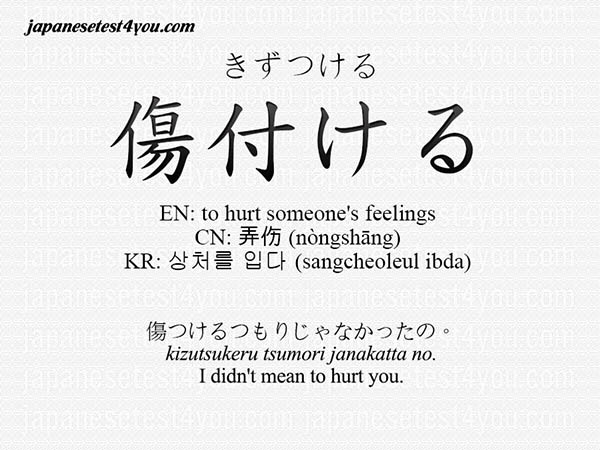 japanesetest4you.com
きずつける
傷付ける
EN: to hurt someone's feelings
CN: 弄伤 (nòngshāng)
KR: 상처를 입다 (sangcheoleul ibda)
傷つけるつもりじゃなかったの。
kizutsukeru tsumori janakatta no.
I didn't mean to hurt you.